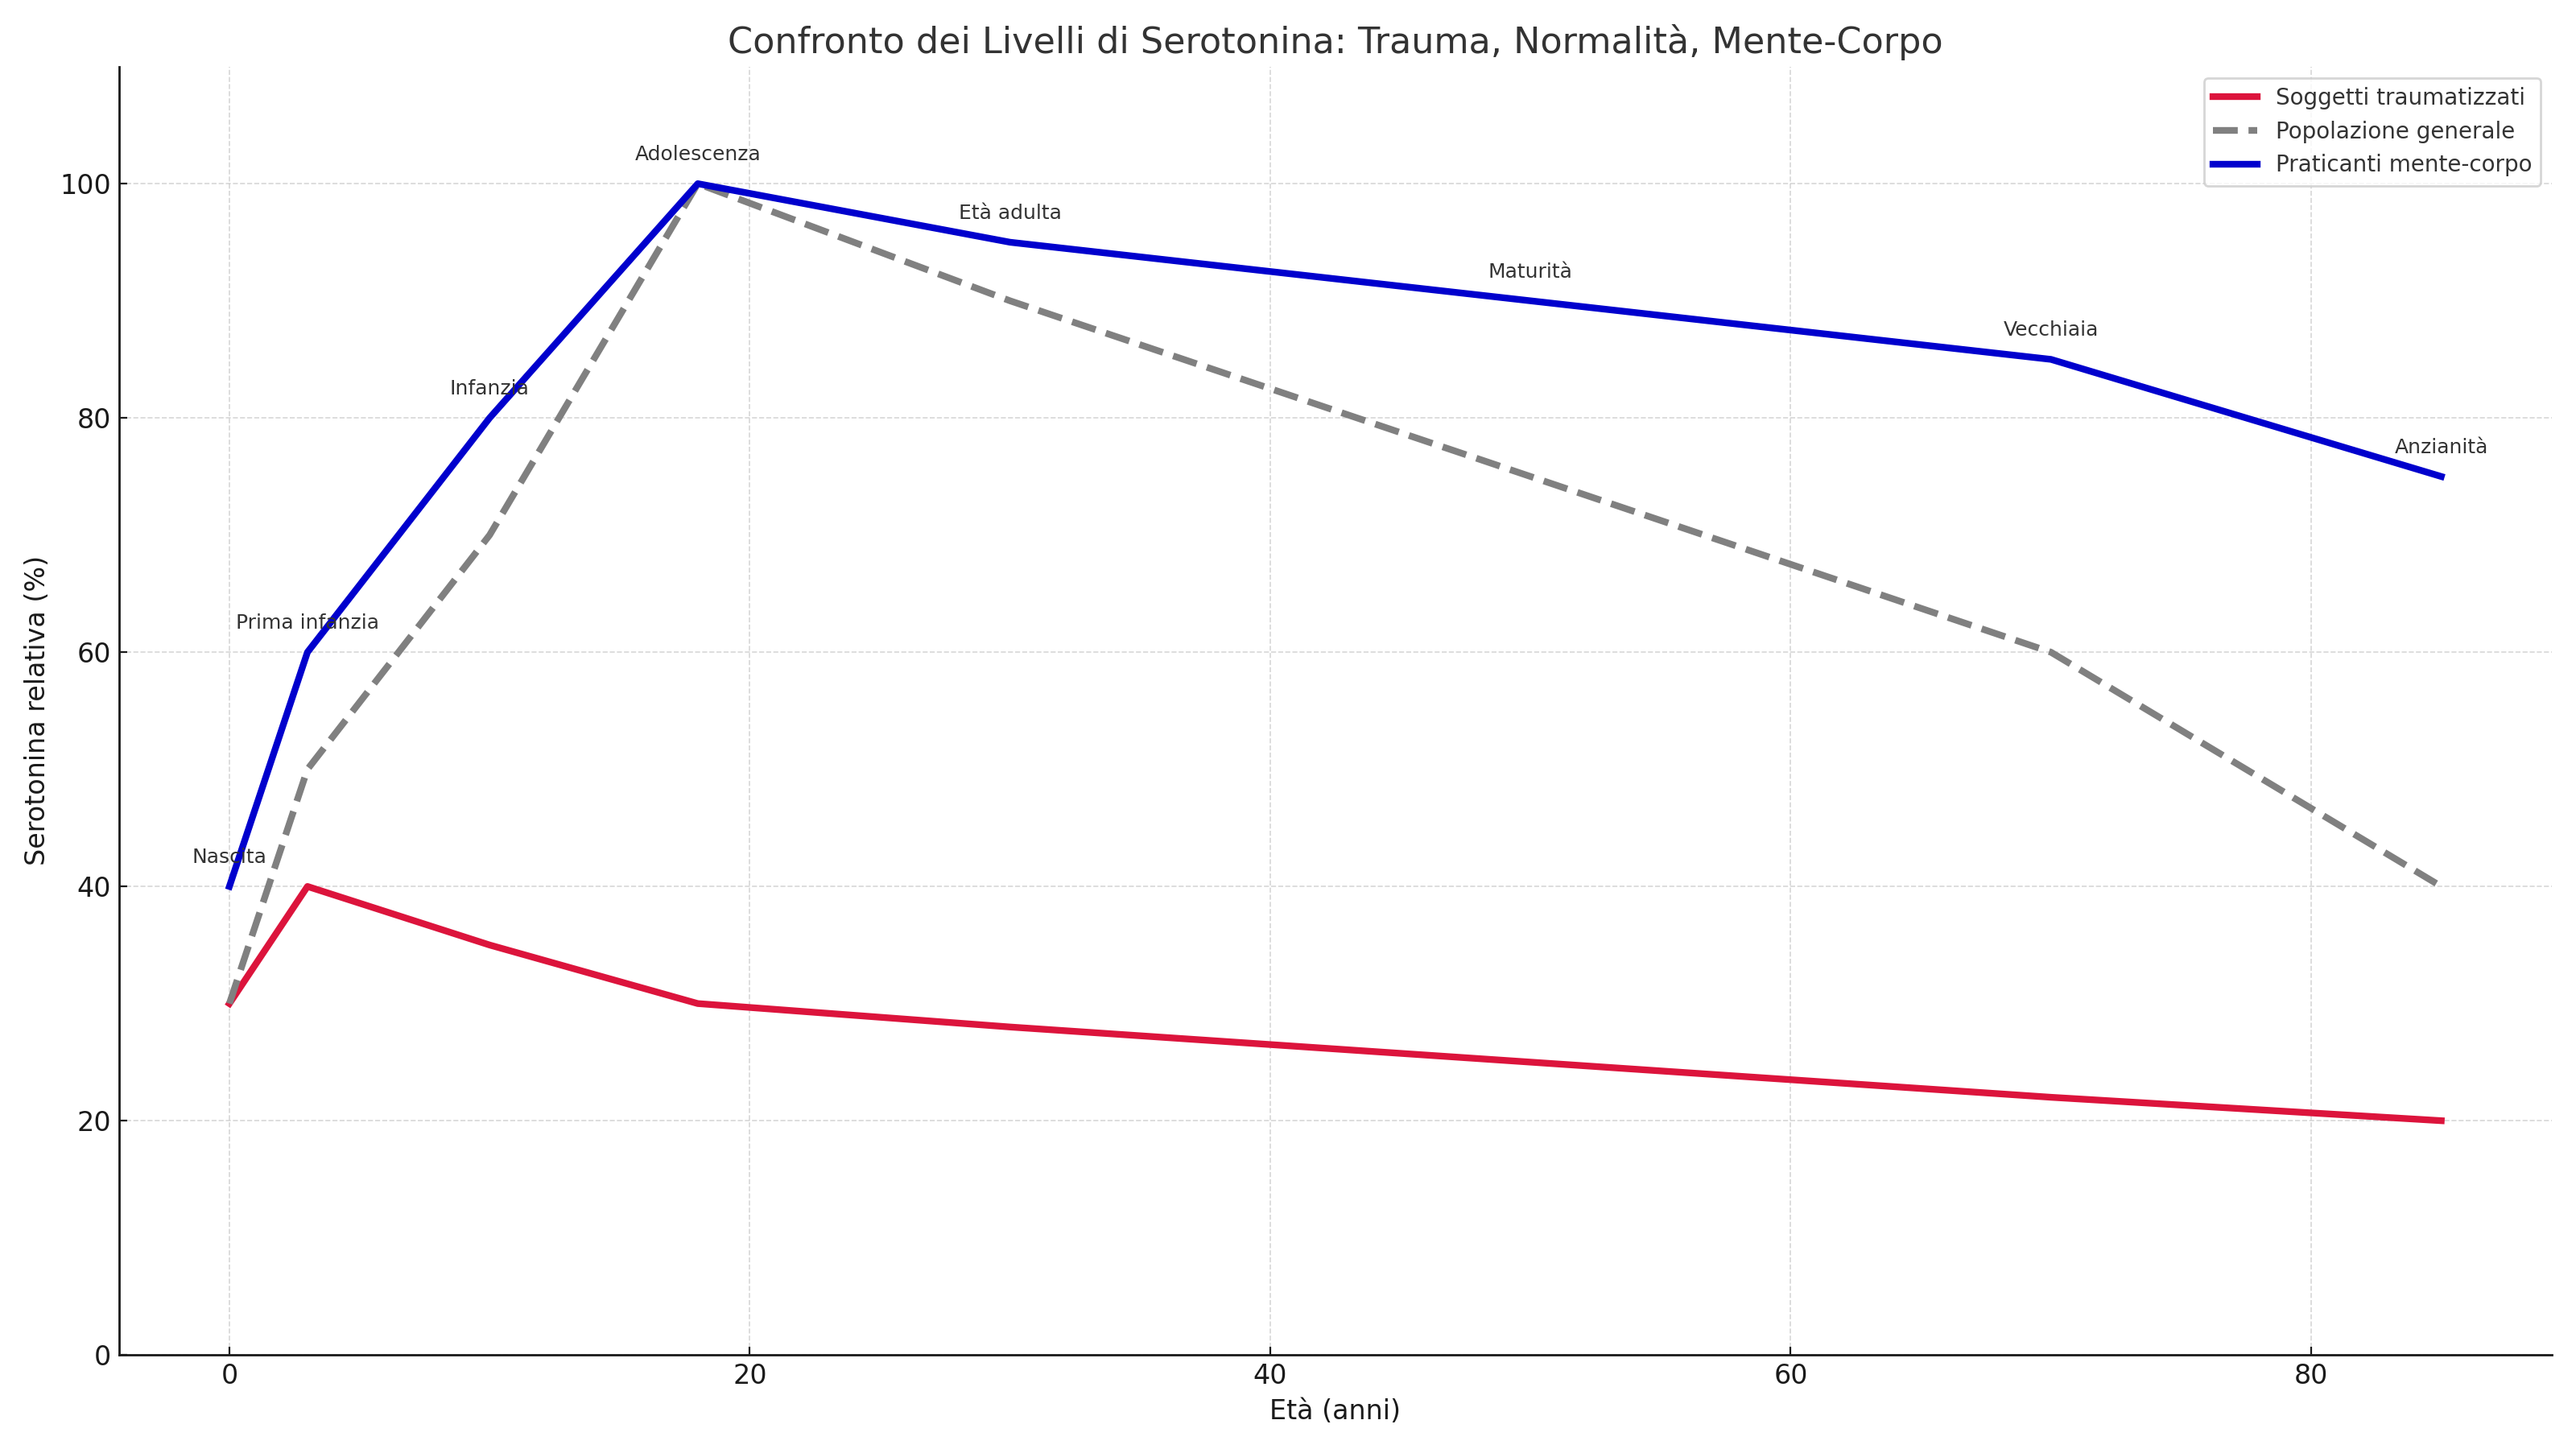 Confronto dei Livelli di Serotonina: Trauma, Normalità, Mente-Corpo
Soggetti traumatizzati
Popolazione generale
Praticanti mente-corpo
Adolescenza
Età adulta
Maturità
Vecchiaia
Infanzia
Anzianità
Prima infanzia
Nascita
Serotonina relativa (%)
100
80
60
40
20
0
0 20 40 60 80
Età (anni)